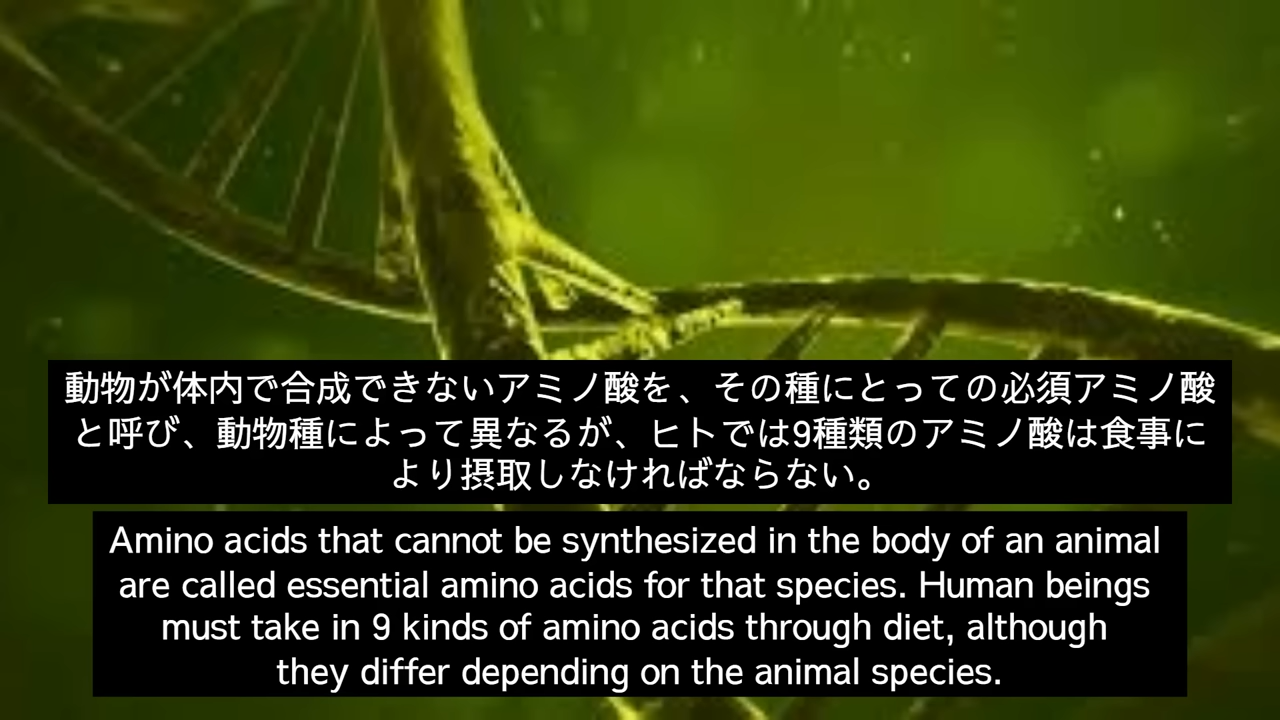 動物が体内で合成できないアミノ酸を、その種にとっての必須アミノ酸
と呼び、動物種によって異なるが、ヒトでは9種類のアミノ酸は食事に
より摂取しなければならない。
Amino acids that cannot be synthesized in the body of an animal
are called essential amino acids for that species. Human beings
must take in 9 kinds of amino acids through diet, although
they differ depending on the animal species.